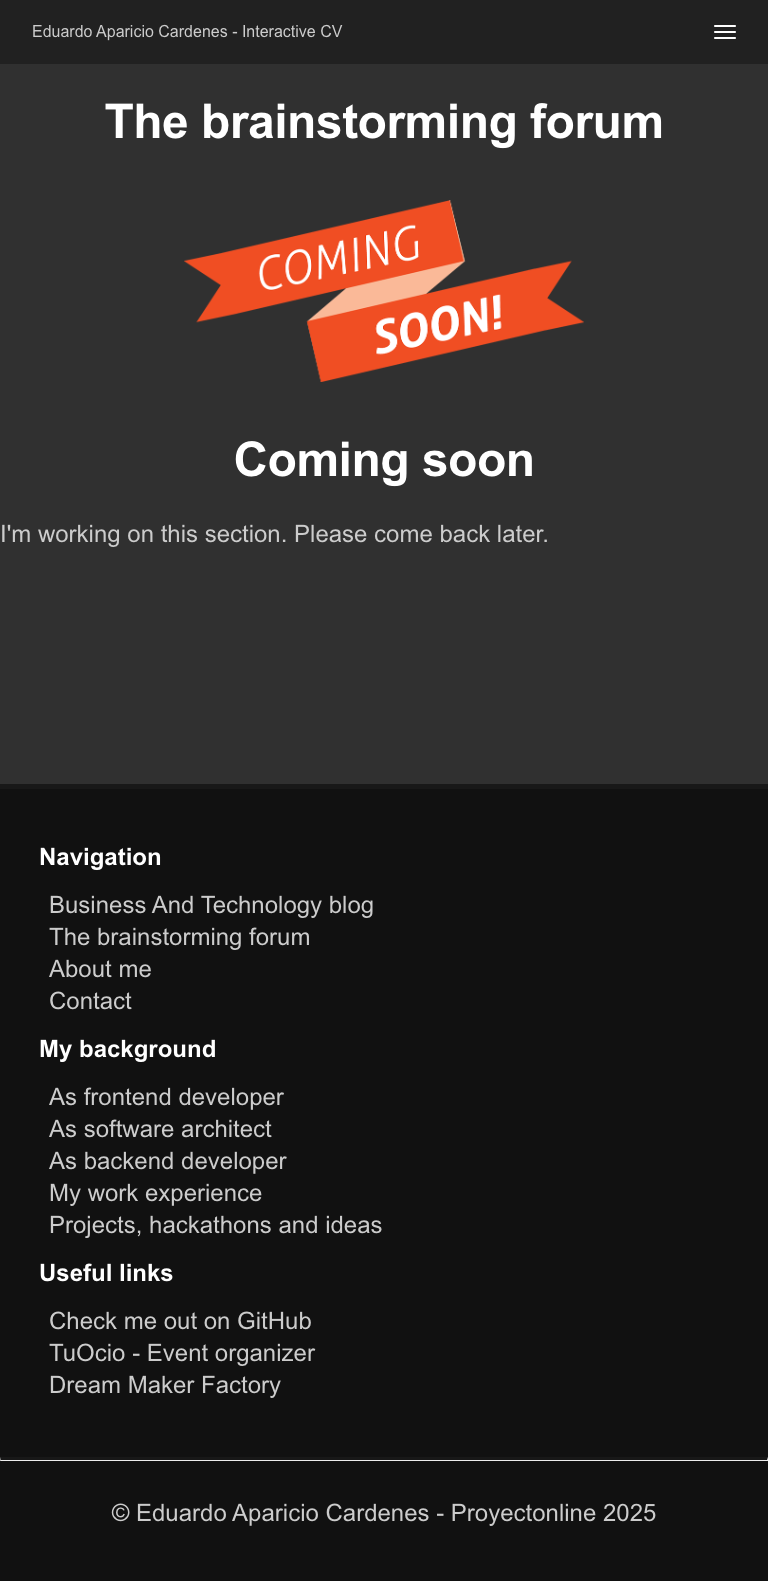 Eduardo Aparicio Cardenes - Interactive CV
The brainstorming forum
COMING
SOON!
Coming soon
I'm working on this section. Please come back later.
Navigation
Business And Technology blog
The brainstorming forum
About me
Contact
My background
As frontend developer
As software architect
As backend developer
My work experience
Projects, hackathons and ideas
Useful links
Check me out on GitHub
TuOcio - Event organizer
Dream Maker Factory
© Eduardo Aparicio Cardenes - Proyectonline 2025